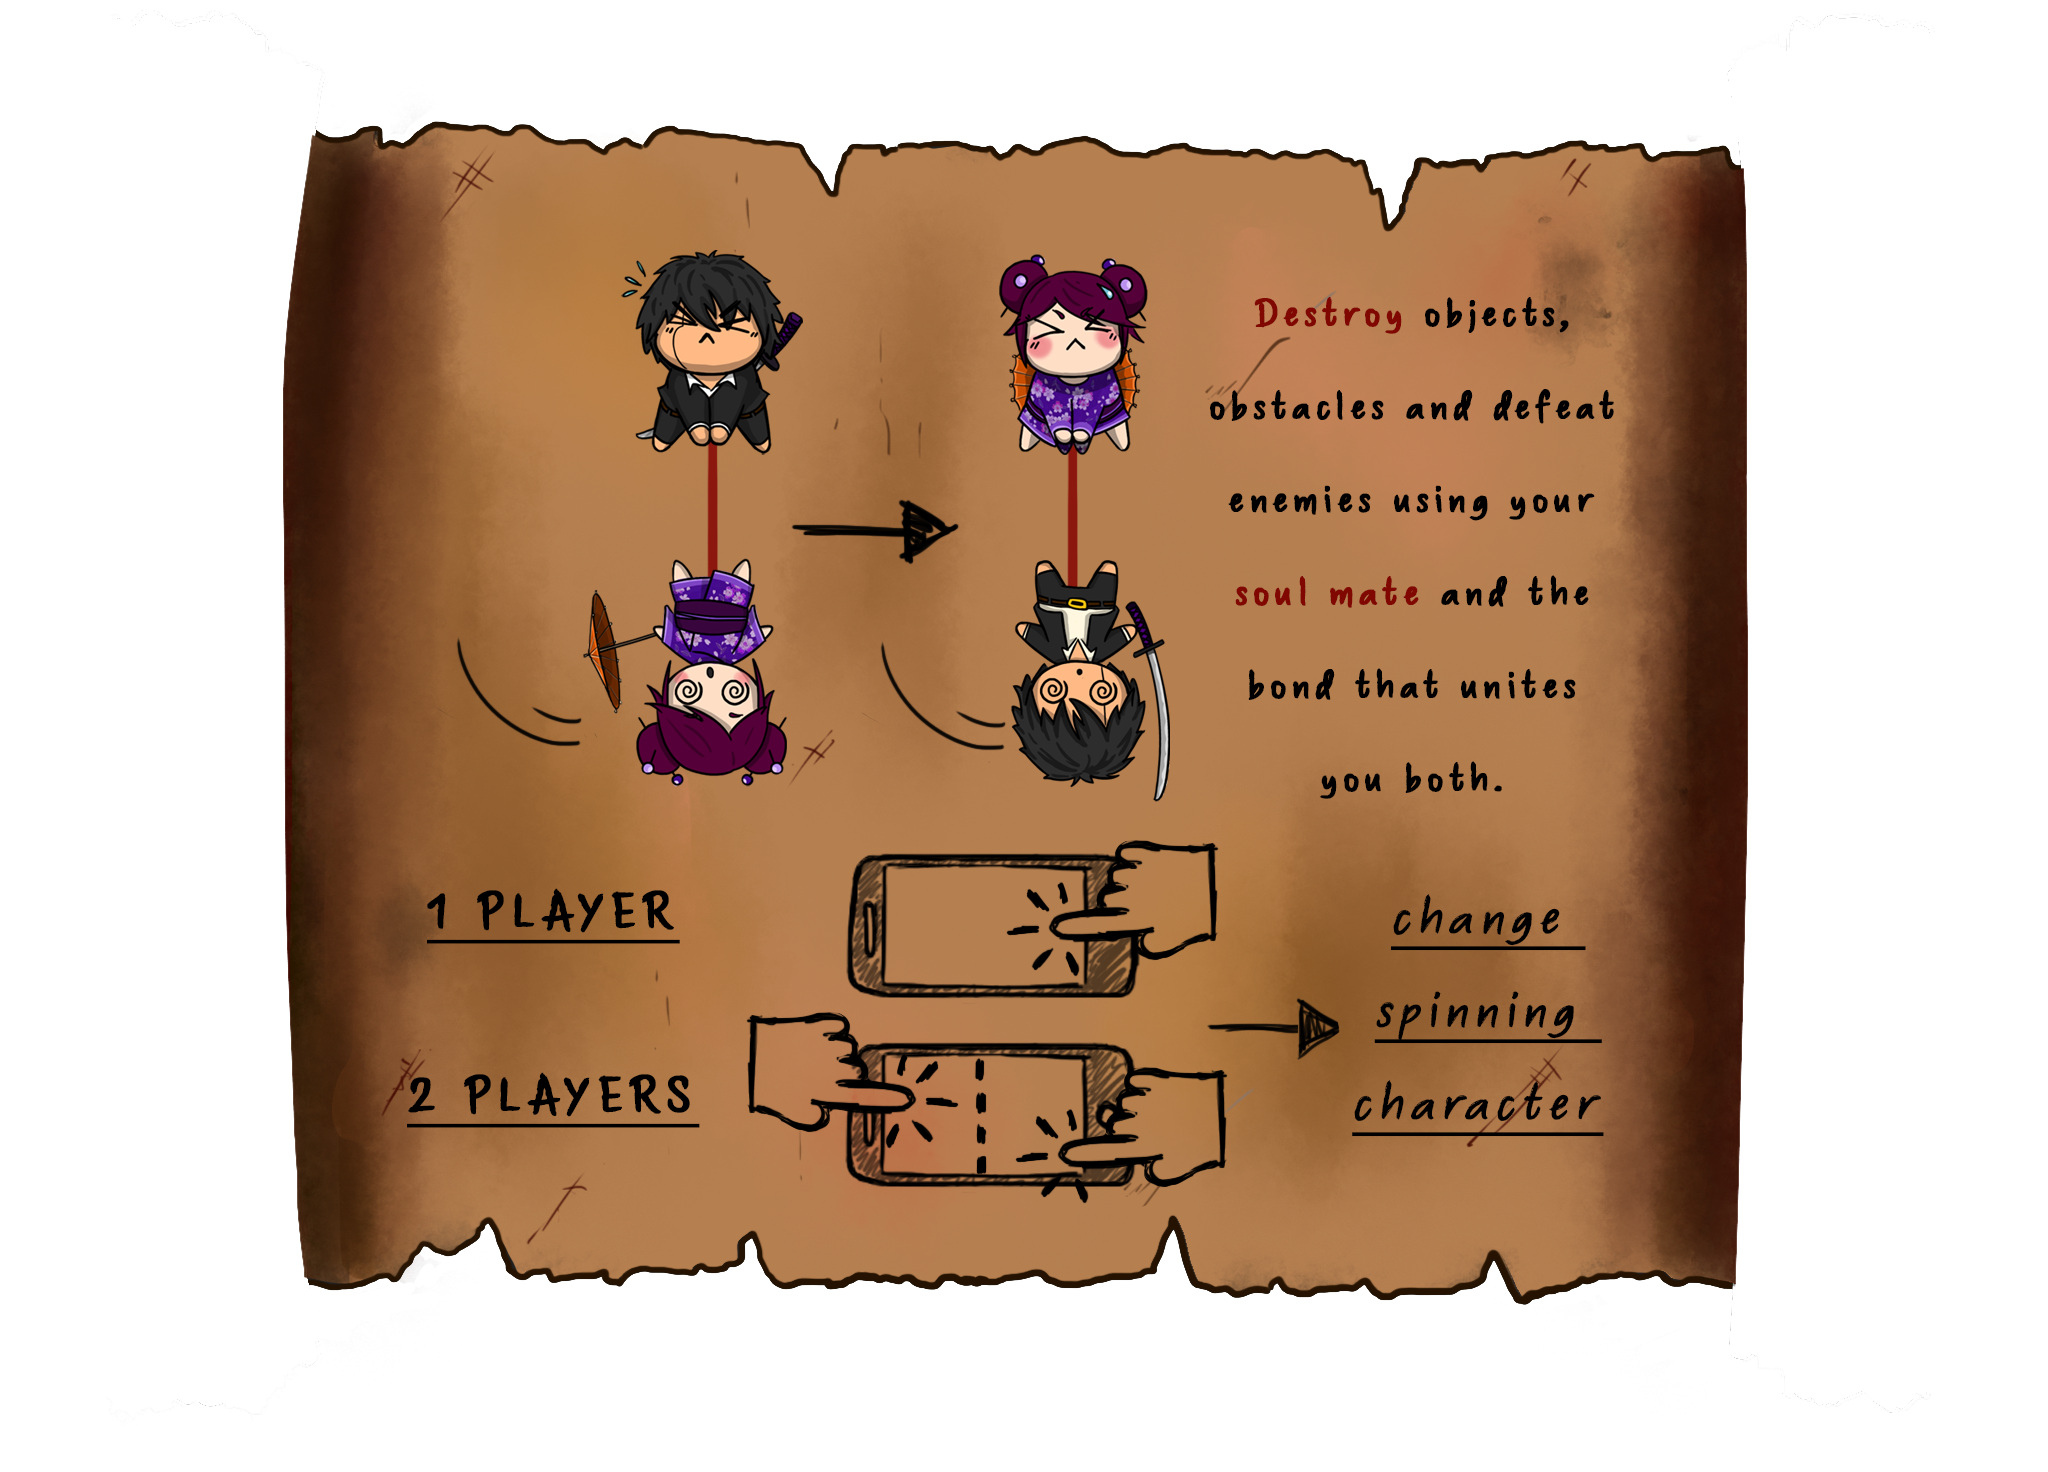 Destroy objects,
obstacles and defeat
enemies using your
soul mate and the
bond that unites
you both.
1 PLAYER
2 PLAYERS
change
spinning
character